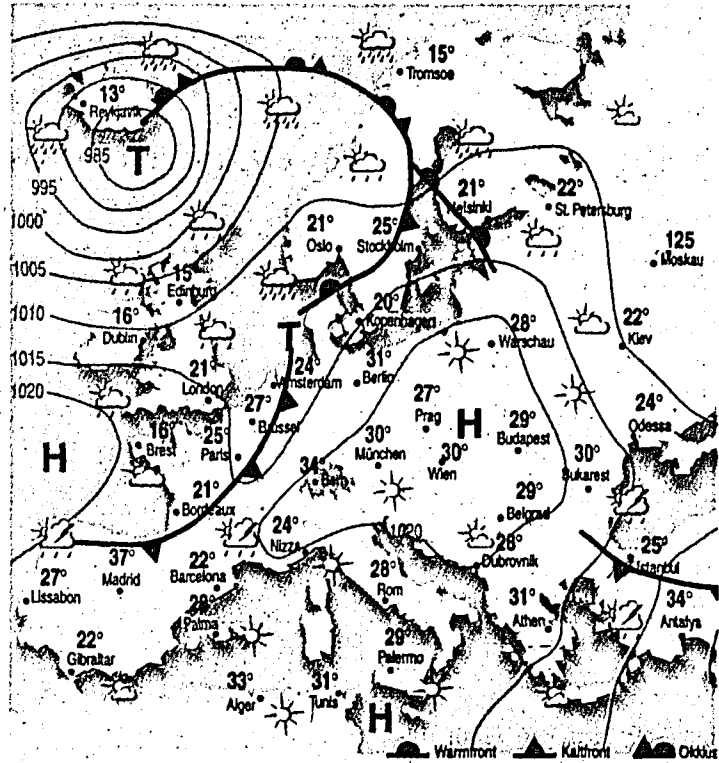 15°
Tromsoe
13°
Reykjavik
T
985
995
1000
21°
Helsinki
22°
St. Petersburg
21°
Oslo
25°
Stockholm
125
Moskau
1005
15°
Edinburg
1010
16°
Dublin
20°
Kopenhagen
T
28°
Warschau
22°
Kiev
1015
1020
21°
London
24°
Amsterdam
31°
Berlin
27°
Brüssel
27°
Prag
H
29°
Budapest
24°
Odessa
H
16°
Brest
25°
Paris
30°
München
30°
Wien
30°
Bukarest
34°
Bern
21°
Bordeaux
29°
Belgrad
24°
Nizza
1020
28°
Dubrovnik
25°
Istanbul
37°
Madrid
22°
Barcelona
27°
Lissabon
28°
Rom
28°
Palma
31°
Athen
34°
Antalya
22°
Gibraltar
29°
Palermo
33°
Alger
31°
Tunis
H
Warmfront
Kaltfront